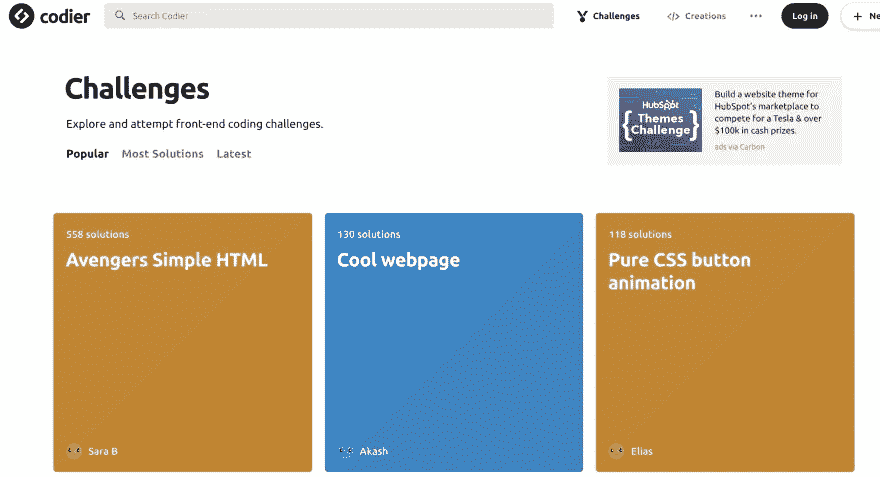 codier
Search Codier
Challenges
</> Creations
Log in
+ Ne
Challenges
Explore and attempt front-end coding challenges.
Popular Most Solutions Latest
HubSpot
{Themes
Challenge}
Build a website theme for
HubSpot's marketplace to
compete for a Tesla & over
$100k in cash prizes.
ads via Carbon
558 solutions
Avengers Simple HTML
Sara B
130 solutions
Cool webpage
Akash
118 solutions
Pure CSS button
animation
Elias